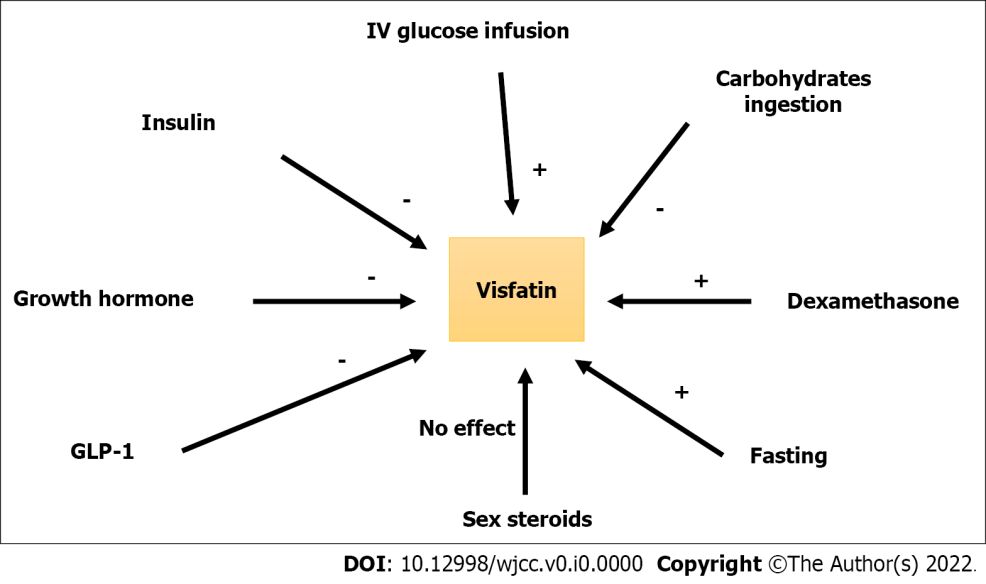 IV glucose infusion
Carbohydrates
ingestion
Insulin
+
-
-
-
+
Growth hormone
Visfatin
Dexamethasone
-
+
No effect
GLP-1
Fasting
Sex steroids
DOI: 10.12998/wjcc.v0.i0.0000 Copyright ©The Author(s) 2022.